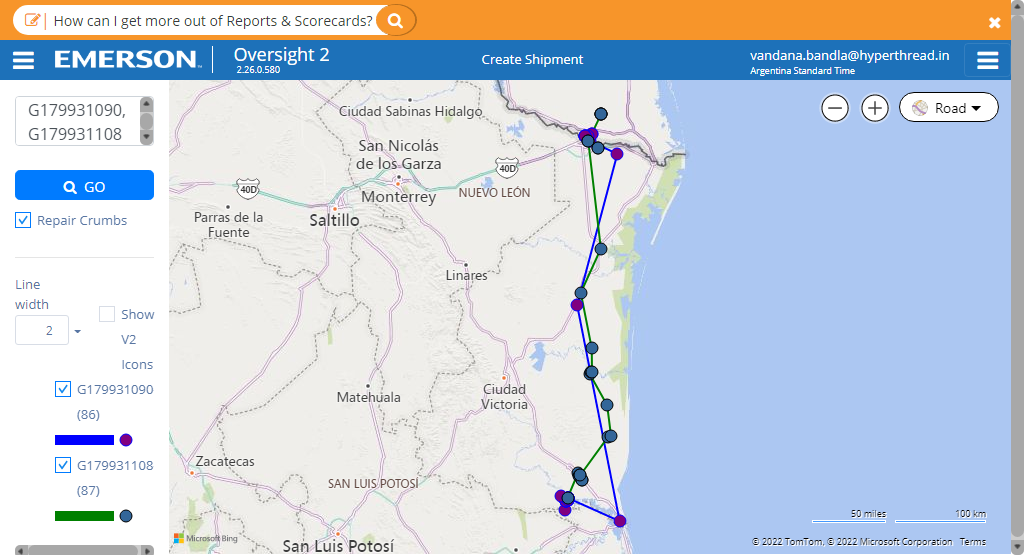 How can I get more out of Reports & Scorecards?
EMERSON
Oversight 2
2.26.0.580
Create Shipment
vandana.bandla@hyperthread.in
Argentina Standard Time
G179931090,
G179931108
GO
Repair Crumbs
Line
width
2
Show
V2
Icons
G179931090
(86)
G179931108
(87)
Road
Ciudad Sabinas Hidalgo
San Nicolás
de los Garza
40D
40D
Monterrey
NUEVO LEÓN
Parras de la
Fuente
Saltillo
Linares
Matehuala
Ciudad
Victoria
Zacatecas
SAN LUIS POTOSÍ
San Luis Potosí
Microsoft Bing
50 miles
100 km
© 2022 TomTom, © 2022 Microsoft Corporation Terms